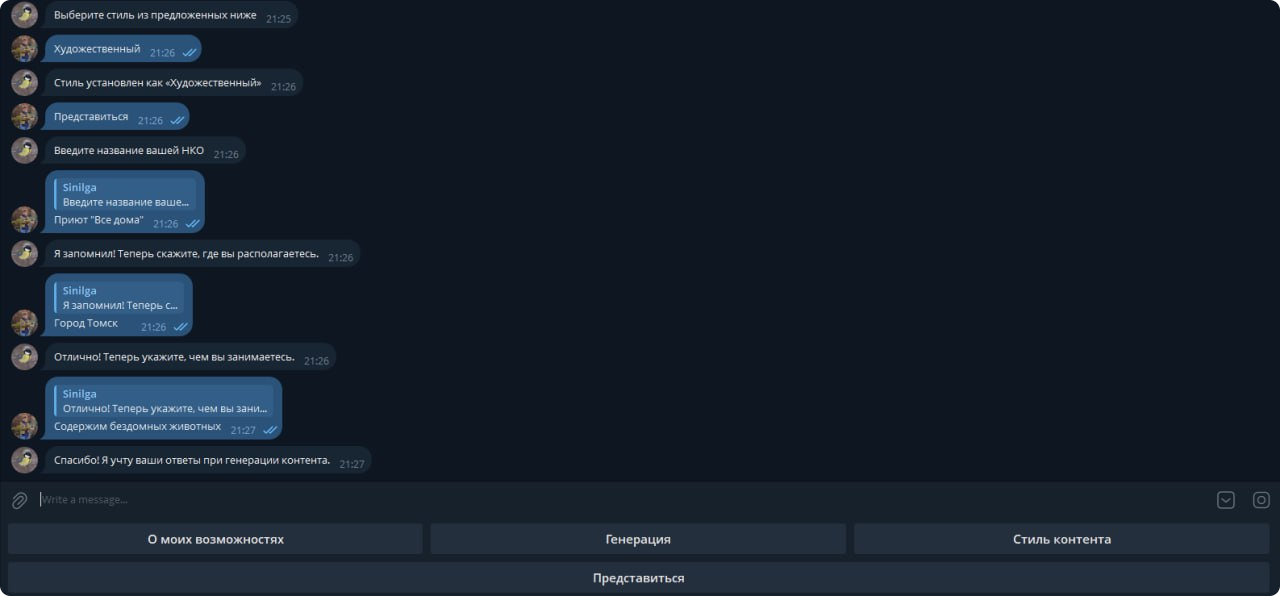 Выберите стиль из предложенных ниже 21:25
Художественный 21:26
Стиль установлен как «Художественный» 21:26
Представиться 21:26
Введите название вашей НКО 21:26
Sinilga
Введите название ваше...
Приют "Все дома" 21:26
Я запомнил! Теперь скажите, где вы располагаетесь. 21:26
Sinilga
Я запомнил! Теперь с...
Город Томск 21:26
Отлично! Теперь укажите, чем вы занимаетесь. 21:26
Sinilga
Отлично! Теперь укажите, чем вы зани...
Содержим бездомных животных 21:27
Спасибо! Я учту ваши ответы при генерации контента. 21:27
Write a message...
О моих возможностях Генерация Стиль контента
Представиться